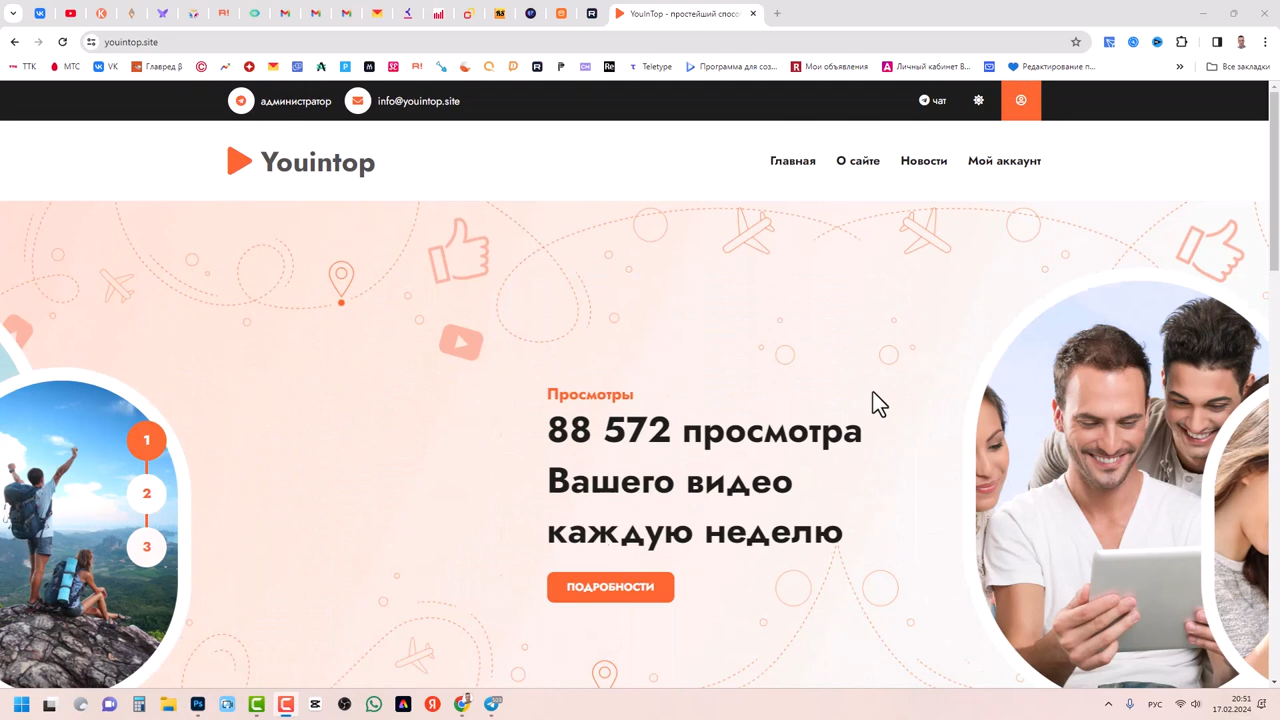 YouInTop - простейший спосо
youintop.site
ТТК
МТС
VK
Главред β
Teletype
Программа для соз...
Мои объявления
Личный кабинет B...
Редактирование п...
Все закладки
администратор
info@youintop.site
чат
Youintop
Главная
О сайте
Новости
Мой аккаунт
Просмотры
88 572 просмотра
Вашего видео
каждую неделю
ПОДРОБНОСТИ
1
2
3
РУС
20:51
17.02.2024